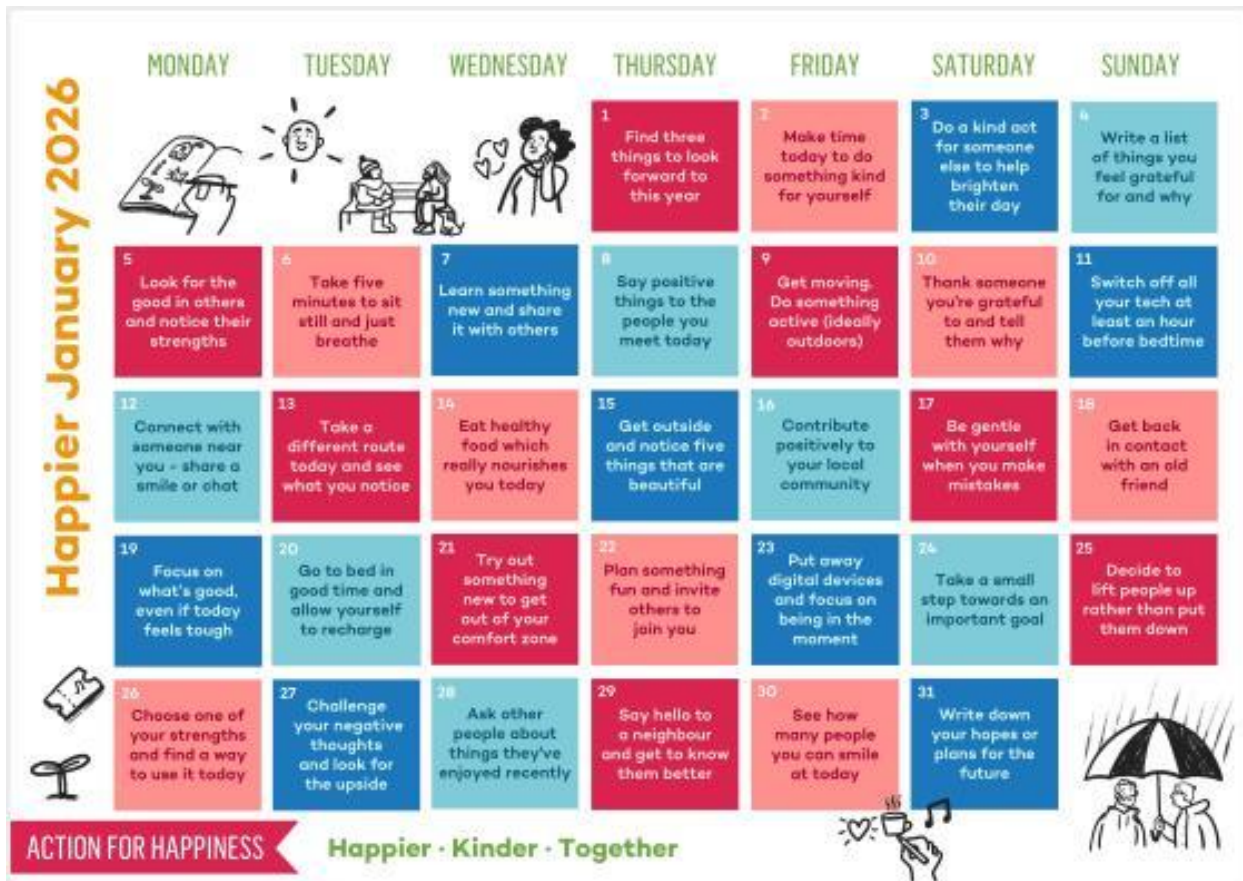 Happier January 2026
MONDAY TUESDAY WEDNESDAY THURSDAY FRIDAY SATURDAY SUNDAY
1
Find three
things to look
forward to
this year
2
Make time
today to do
something kind
for yourself
3
Do a kind act
for someone
else to help
brighten
their day
4
Write a list
of things you
feel grateful
for and why
5
Look for the
good in others
and notice their
strengths
6
Take five
minutes to sit
still and just
breathe
7
Learn something
new and share
it with others
8
Say positive
things to the
people you
meet today
9
Get moving.
Do something
active (ideally
outdoors)
10
Thank someone
you're grateful
to and tell
them why
11
Switch off all
your tech at
least an hour
before bedtime
12
Connect with
someone near
you - share a
smile or chat
13
Take a
different route
today and see
what you notice
14
Eat healthy
food which
really nourishes
you today
15
Get outside
and notice five
things that are
beautiful
16
Contribute
positively to
your local
community
17
Be gentle
with yourself
when you make
mistakes
18
Get back
in contact
with an old
friend
19
Focus on
what's good,
even if today
feels tough
20
Go to bed in
good time and
allow yourself
to recharge
21
Try out
something
new to get
out of your
comfort zone
22
Plan something
fun and invite
others to
join you
23
Put away
digital devices
and focus on
being in the
moment
24
Take a small
step towards an
important goal
25
Decide to
lift people up
rather than put
them down
26
Choose one of
your strengths
and find a way
to use it today
27
Challenge
your negative
thoughts
and look for
the upside
28
Ask other
people about
things they've
enjoyed recently
29
Say hello to
a neighbour
and get to know
them better
30
See how
many people
you can smile
at today
31
Write down
your hopes or
plans for the
future
ACTION FOR HAPPINESS
Happier · Kinder · Together